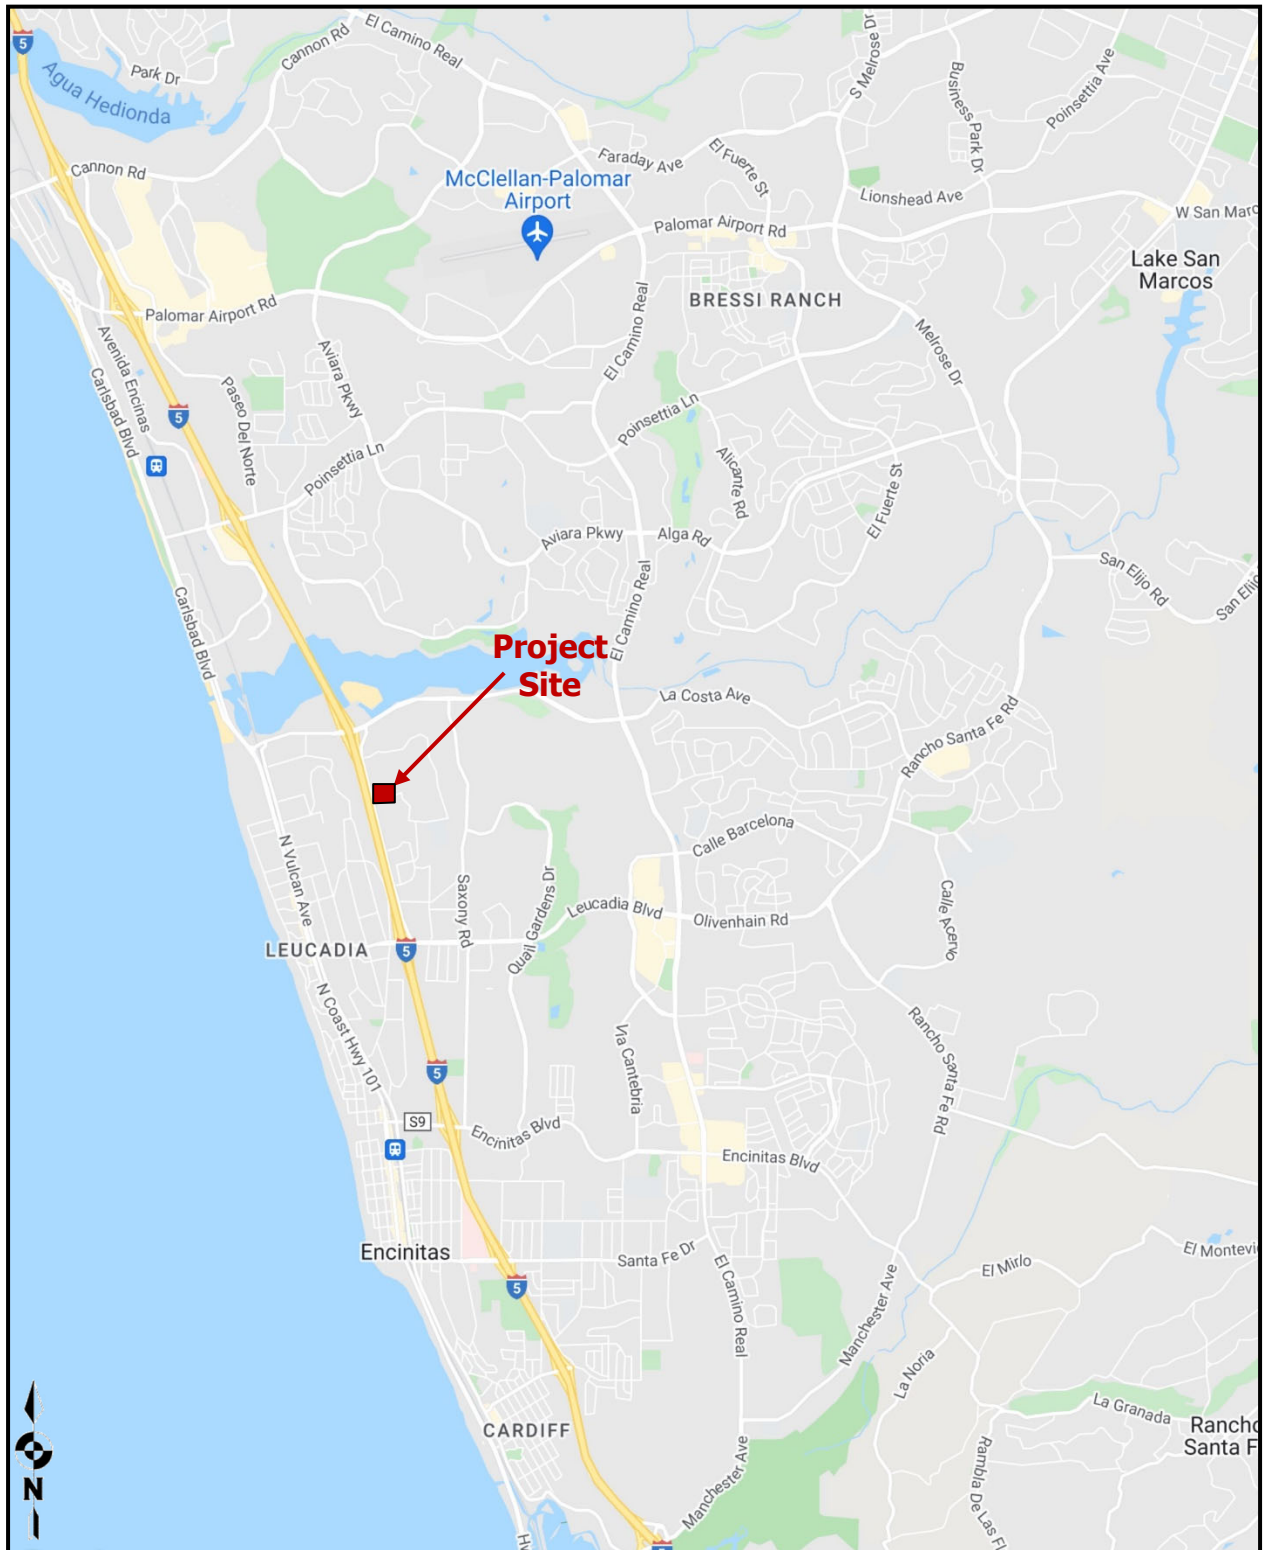 5
El Camino Real
Cannon Rd
S Melrose Dr
Park Dr
Agua Hedionda
Business Park Dr
Poinsettia Ave
Cannon Rd
Faraday Ave
El Fuerte St
McClellan-Palomar
Airport
Lionshead Ave
W San Marc
Palomar Airport Rd
Lake San
Marcos
BRESSI RANCH
Palomar Airport Rd
El Camino Real
Avenida Encinas
Aviara Pkwy
Melrose Dr
Carlsbad Blvd
Paseo Del Norte
5
Poinsettia Ln
Poinsettia Ln
Alicante Rd
El Fuerte St
Aviara Pkwy
Alga Rd
San Elijo Rd
San Elijo
El Camino Real
Carlsbad Blvd
Project
Site
La Costa Ave
Rancho Santa Fe Rd
Calle Barcelona
N Vulcan Ave
Saxony Rd
Quail Gardens Dr
Leucadia Blvd
Olivenhain Rd
Calle Acervo
LEUCADIA
5
N Coast Hwy 101
Via Cantebria
Rancho Santa Fe Rd
5
S9
Encinitas Blvd
Encinitas Blvd
Encinitas
Santa Fe Dr
El Camino Real
El Mirlo
El Montevi
5
Manchester Ave
La Noria
La Granada
CARDIFF
Rancho
Santa F
Manchester Ave
Rambla De Las Fl
N
Hw
5